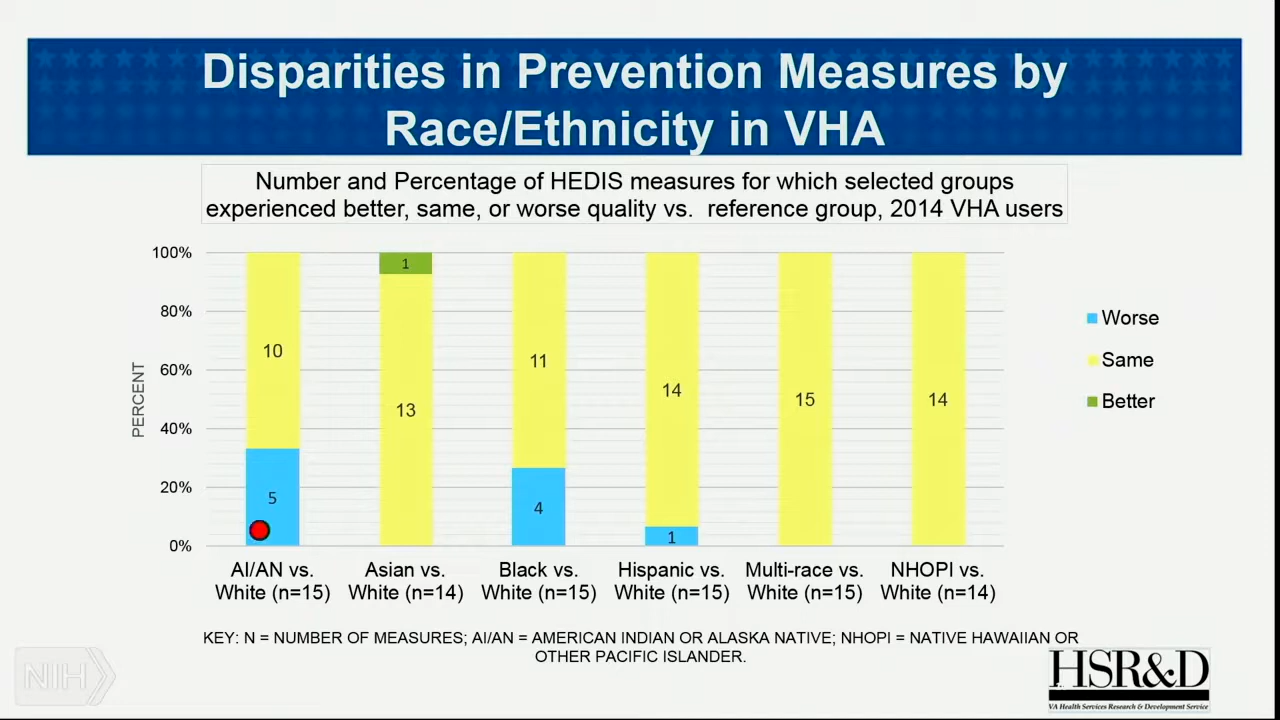 Disparities in Prevention Measures by
Race/Ethnicity in VHA
Number and Percentage of HEDIS measures for which selected groups
experienced better, same, or worse quality vs. reference group, 2014 VHA users
100%
80%
60%
40%
20%
0%
PERCENT
10
5
1
13
11
4
14
1
15
14
Worse
Same
Better
AI/AN vs.
White (n=15)
Asian vs.
White (n=14)
Black vs.
White (n=15)
Hispanic vs.
White (n=15)
Multi-race vs.
White (n=15)
NHOPI vs.
White (n=14)
KEY: N = NUMBER OF MEASURES; AI/AN = AMERICAN INDIAN OR ALASKA NATIVE; NHOPI = NATIVE HAWAIIAN OR
OTHER PACIFIC ISLANDER.
NIH
HSR&D
VA Health Services Research & Development Service